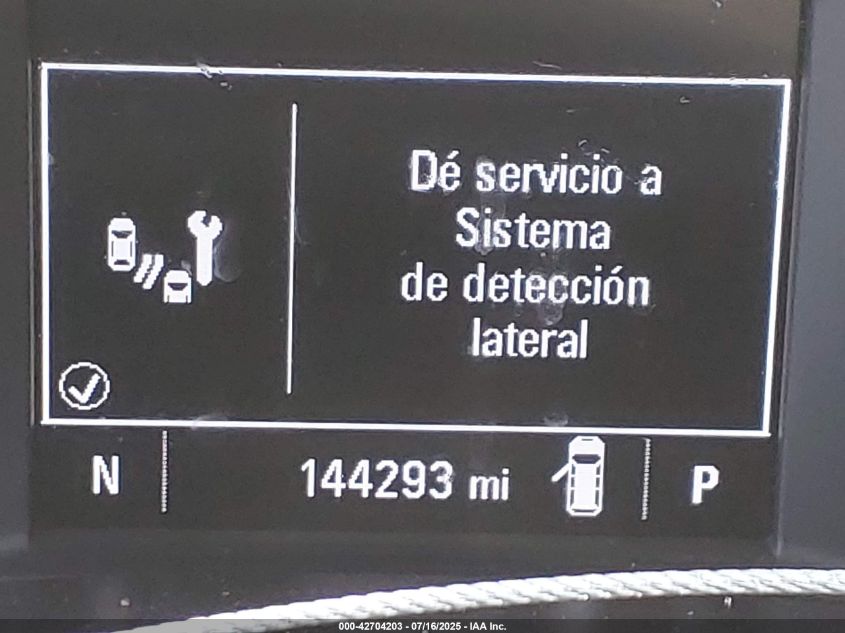 Dé servicio a
Sistema
de detección
lateral
N 144293 mi P
000-42704203 - 07/16/2025 - IAA Inc.